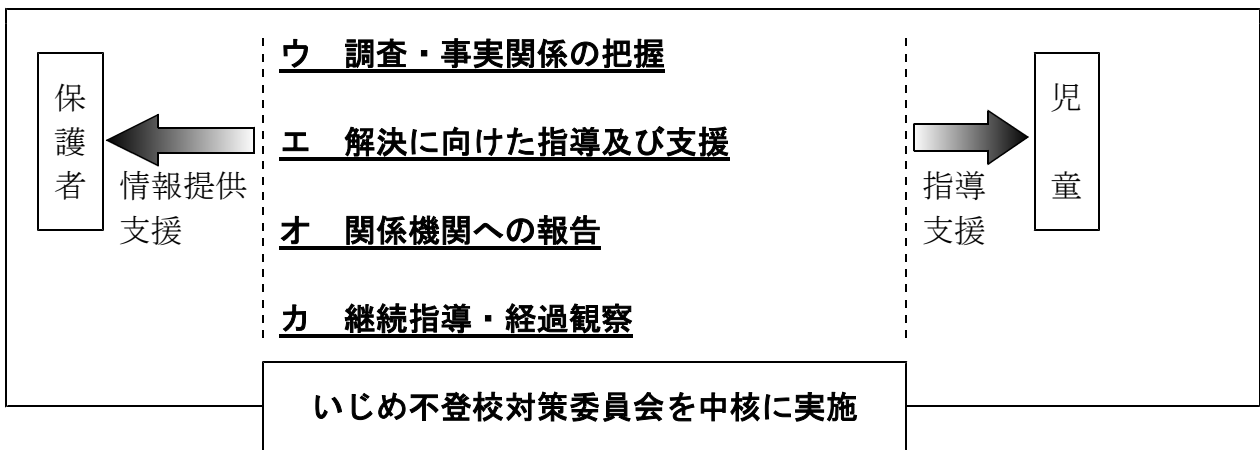 保護者
情報提供
支援
ウ　調査・事実関係の把握
エ　解決に向けた指導及び支援
オ　関係機関への報告
カ　継続指導・経過観察
指導
支援
児童
いじめ不登校対策委員会を中核に実施